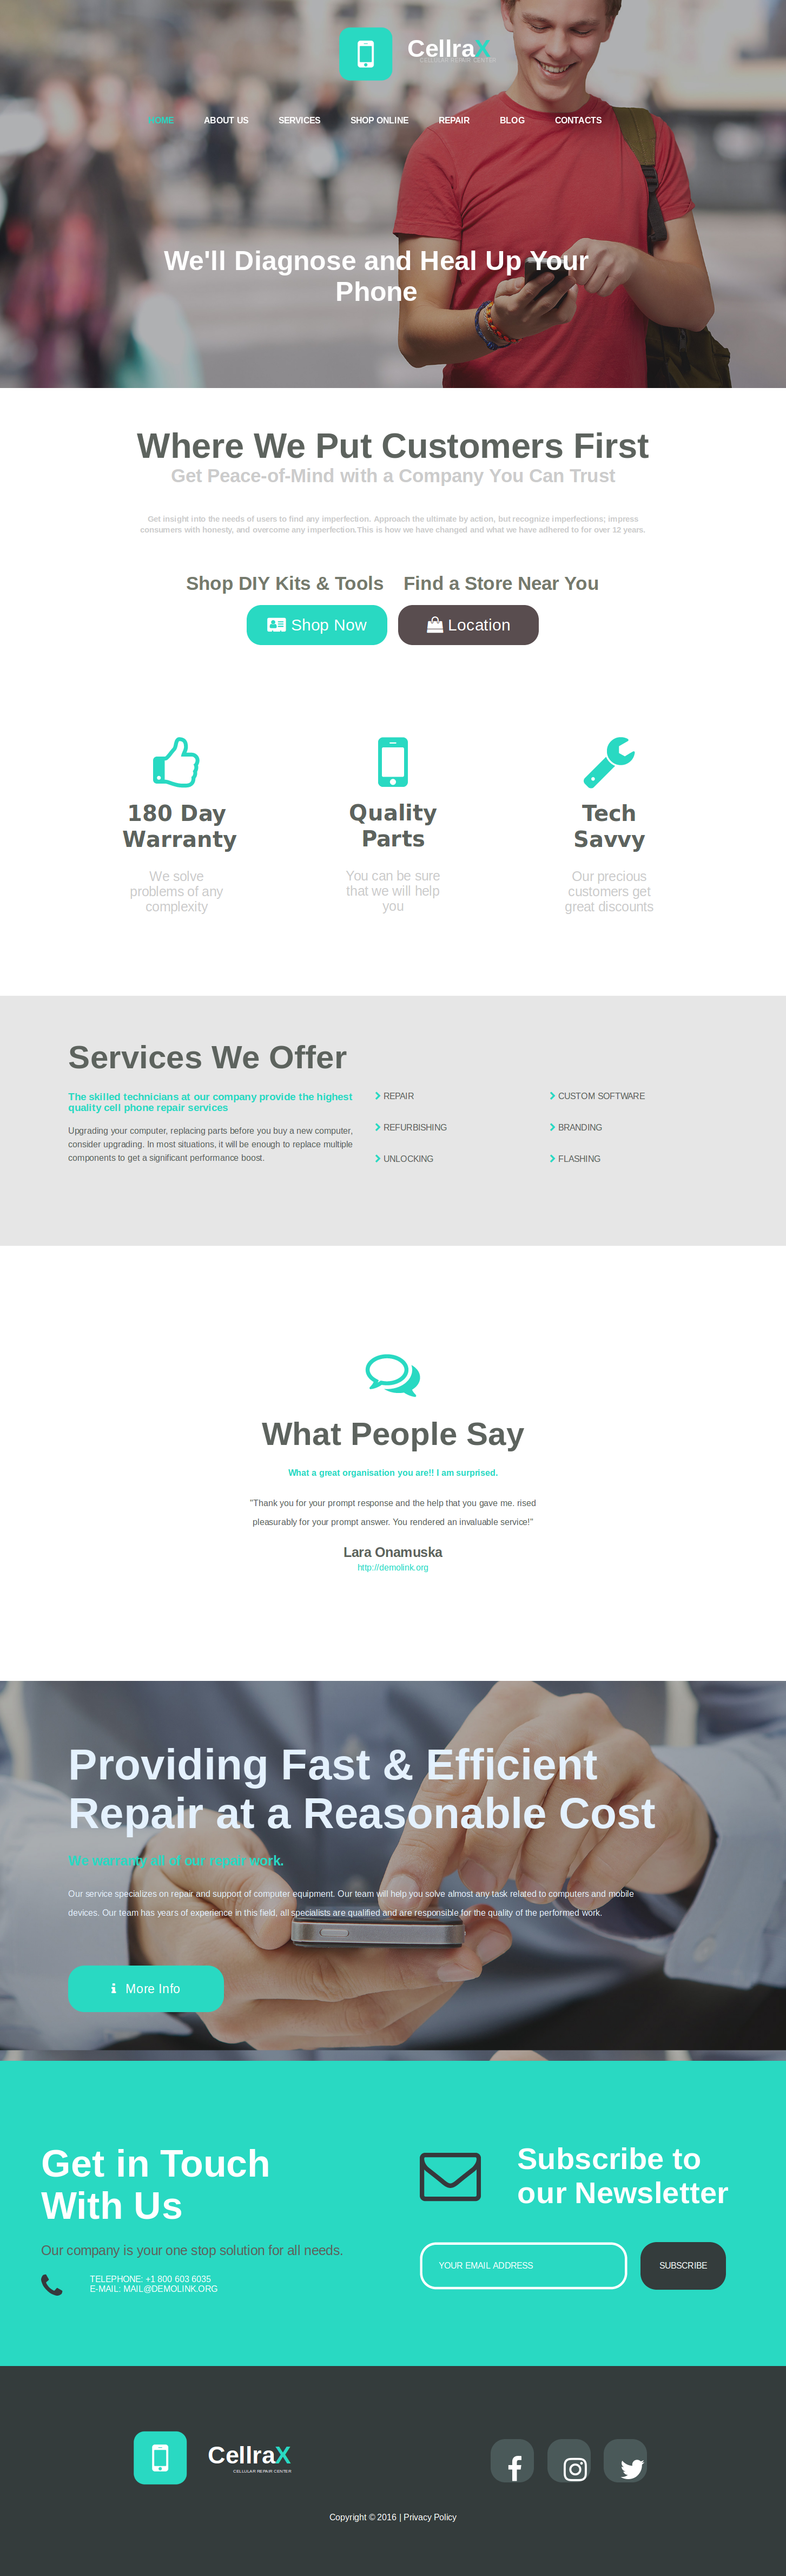 CellraX
CELLULAR REPAIR CENTER
HOME ABOUT US SERVICES SHOP ONLINE REPAIR BLOG CONTACTS
We'll Diagnose and Heal Up Your
Phone
Where We Put Customers First
Get Peace-of-Mind with a Company You Can Trust
Get insight into the needs of users to find any imperfection. Approach the ultimate by action, but recognize imperfections; impress
consumers with honesty, and overcome any imperfection.This is how we have changed and what we have adhered to for over 12 years.
Shop DIY Kits & Tools Find a Store Near You
Shop Now Location
180 Day
Warranty
We solve
problems of any
complexity
Quality
Parts
You can be sure
that we will help
you
Tech
Savvy
Our precious
customers get
great discounts
Services We Offer
The skilled technicians at our company provide the highest
quality cell phone repair services
Upgrading your computer, replacing parts before you buy a new computer,
consider upgrading. In most situations, it will be enough to replace multiple
components to get a significant performance boost.
REPAIR
REFURBISHING
UNLOCKING
CUSTOM SOFTWARE
BRANDING
FLASHING
What People Say
What a great organisation you are!! I am surprised.
"Thank you for your prompt response and the help that you gave me. rised
pleasurably for your prompt answer. You rendered an invaluable service!"
Lara Onamuska
http://demolink.org
Providing Fast & Efficient
Repair at a Reasonable Cost
We warranty all of our repair work.
Our service specializes on repair and support of computer equipment. Our team will help you solve almost any task related to computers and mobile
devices. Our team has years of experience in this field, all specialists are qualified and are responsible for the quality of the performed work.
More Info
Get in Touch
With Us
Our company is your one stop solution for all needs.
TELEPHONE: +1 800 603 6035
E-MAIL: MAIL@DEMOLINK.ORG
Subscribe to
our Newsletter
YOUR EMAIL ADDRESS
SUBSCRIBE
CellraX
CELLULAR REPAIR CENTER
Copyright © 2016 | Privacy Policy